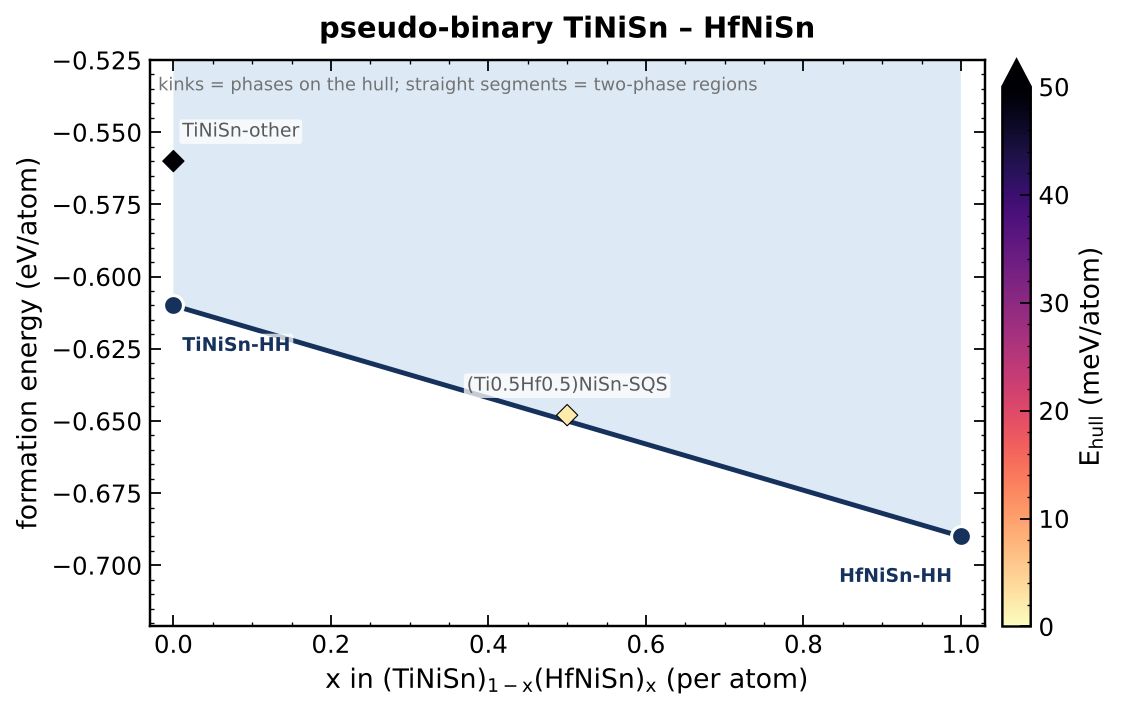 pseudo-binary TiNiSn – HfNiSn
kinks = phases on the hull; straight segments = two-phase regions
TiNiSn-other
TiNiSn-HH
(Ti0.5Hf0.5)NiSn-SQS
HfNiSn-HH
formation energy (eV/atom)
−0.525
−0.550
−0.575
−0.600
−0.625
−0.650
−0.675
−0.700
0.0 0.2 0.4 0.6 0.8 1.0
x in (TiNiSn)1−x(HfNiSn)x (per atom)
50
40
30
20
10
0
Ehull (meV/atom)